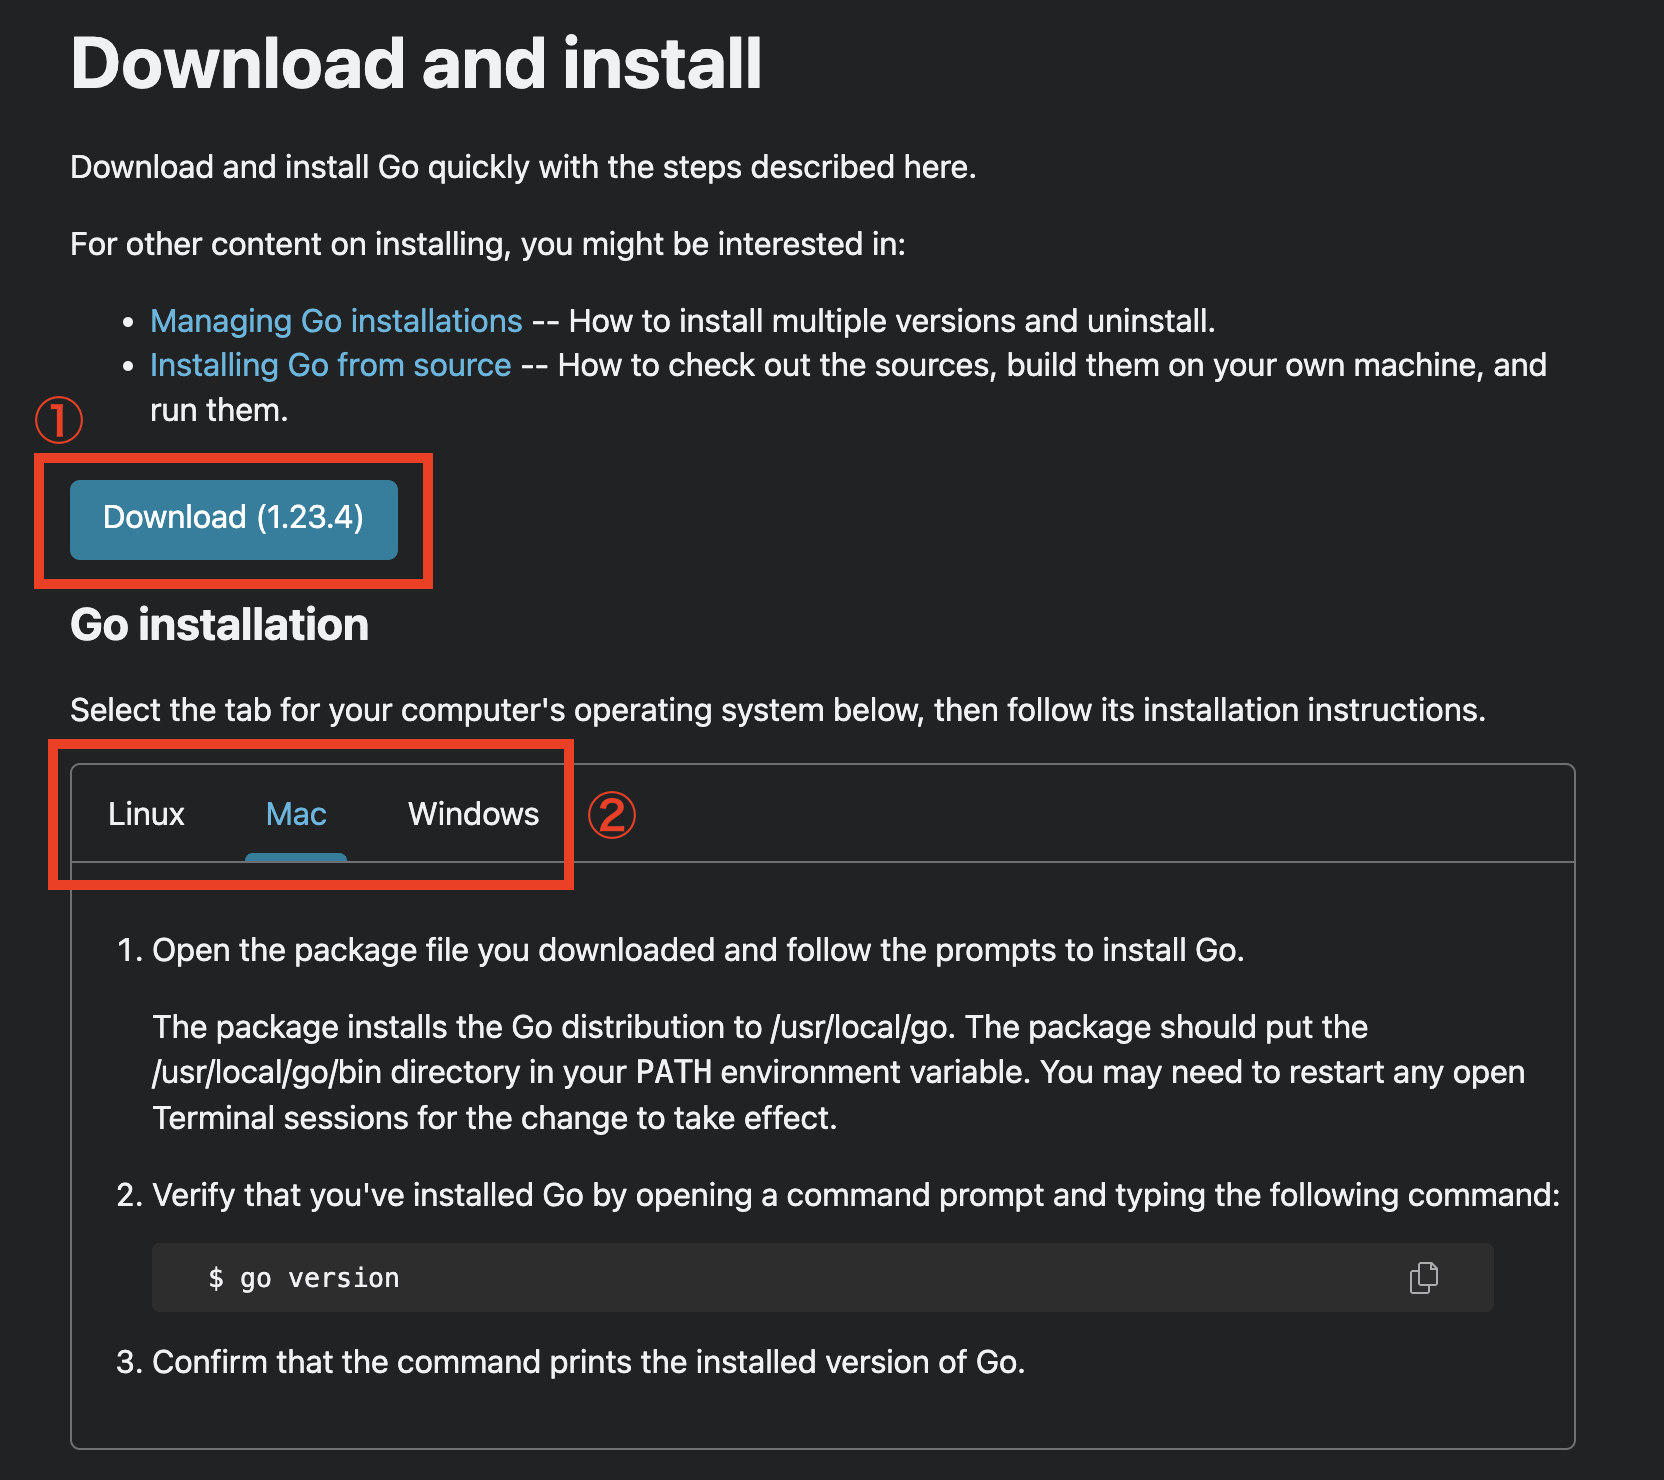 Download and install
Download and install Go quickly with the steps described here.
For other content on installing, you might be interested in:
• Managing Go installations -- How to install multiple versions and uninstall.
• Installing Go from source -- How to check out the sources, build them on your own machine, and
run them.
①
Download (1.23.4)
Go installation
Select the tab for your computer's operating system below, then follow its installation instructions.
Linux Mac Windows ②
1. Open the package file you downloaded and follow the prompts to install Go.
The package installs the Go distribution to /usr/local/go. The package should put the
/usr/local/go/bin directory in your PATH environment variable. You may need to restart any open
Terminal sessions for the change to take effect.
2. Verify that you've installed Go by opening a command prompt and typing the following command:
$ go version
3. Confirm that the command prints the installed version of Go.